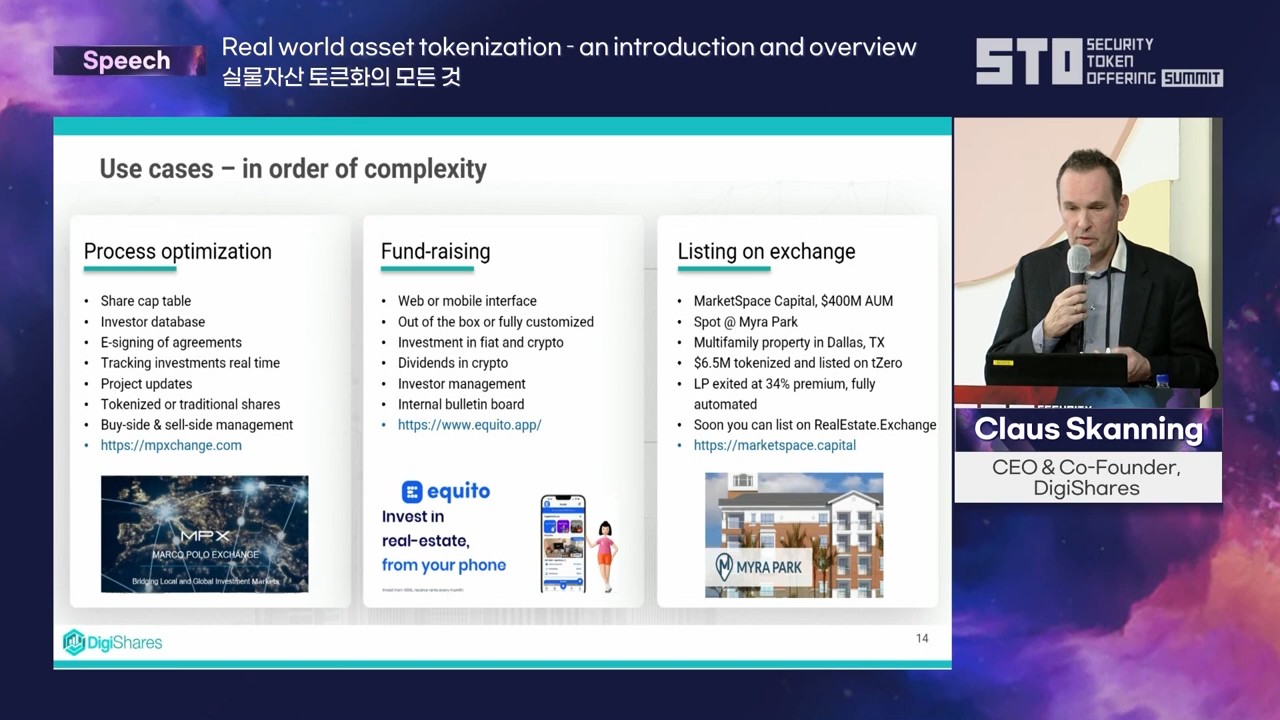 Speech
Real world asset tokenization - an introduction and overview
실물자산 토큰화의 모든 것
STO SECURITY
TOKEN
OFFERING SUMMIT
Use cases – in order of complexity
Process optimization
• Share cap table
• Investor database
• E-signing of agreements
• Tracking investments real time
• Project updates
• Tokenized or traditional shares
• Buy-side & sell-side management
• https://mpxchange.com
MPX
MARCO POLO EXCHANGE
Bridging Local and Global Investment Markets
Fund-raising
• Web or mobile interface
• Out of the box or fully customized
• Investment in fiat and crypto
• Dividends in crypto
• Investor management
• Internal bulletin board
• https://www.equito.app/
equito
Invest in
real-estate,
from your phone
Listing on exchange
• MarketSpace Capital, $400M AUM
• Spot @ Myra Park
• Multifamily property in Dallas, TX
• $6.5M tokenized and listed on tZero
• LP exited at 34% premium, fully
automated
• Soon you can list on RealEstate.Exchange
• https://marketspace.capital
MYRA PARK
DigiShares
14
Claus Skanning
CEO & Co-Founder,
DigiShares